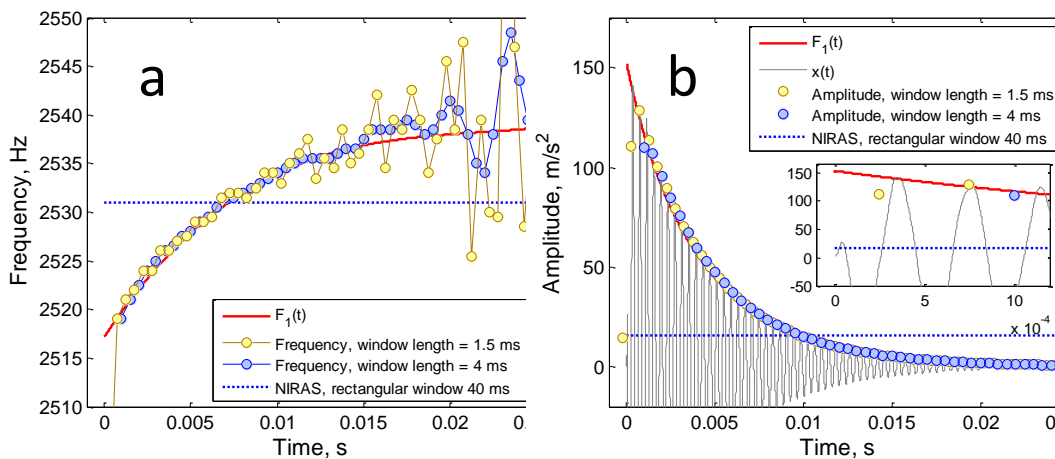 2550
2545
2540
2535
2530
2525
2520
2515
2510
Frequency, Hz
a
F1(t)
Frequency, window length = 1.5 ms
Frequency, window length = 4 ms
NIRAS, rectangular window 40 ms
0
0.005
0.01
0.015
0.02
Time, s
150
100
50
0
Amplitude, m/s2
b
F1(t)
x(t)
Amplitude, window length = 1.5 ms
Amplitude, window length = 4 ms
NIRAS, rectangular window 40 ms
150
100
50
0
-50
0
5
10
x 10-4
0
0.005
0.01
0.015
0.02
Time, s